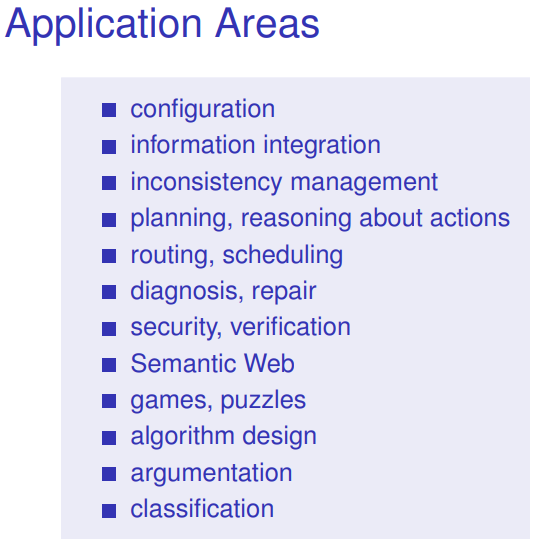 Application Areas
configuration
information integration
inconsistency management
planning, reasoning about actions
routing, scheduling
diagnosis, repair
security, verification
Semantic Web
games, puzzles
algorithm design
argumentation
classification